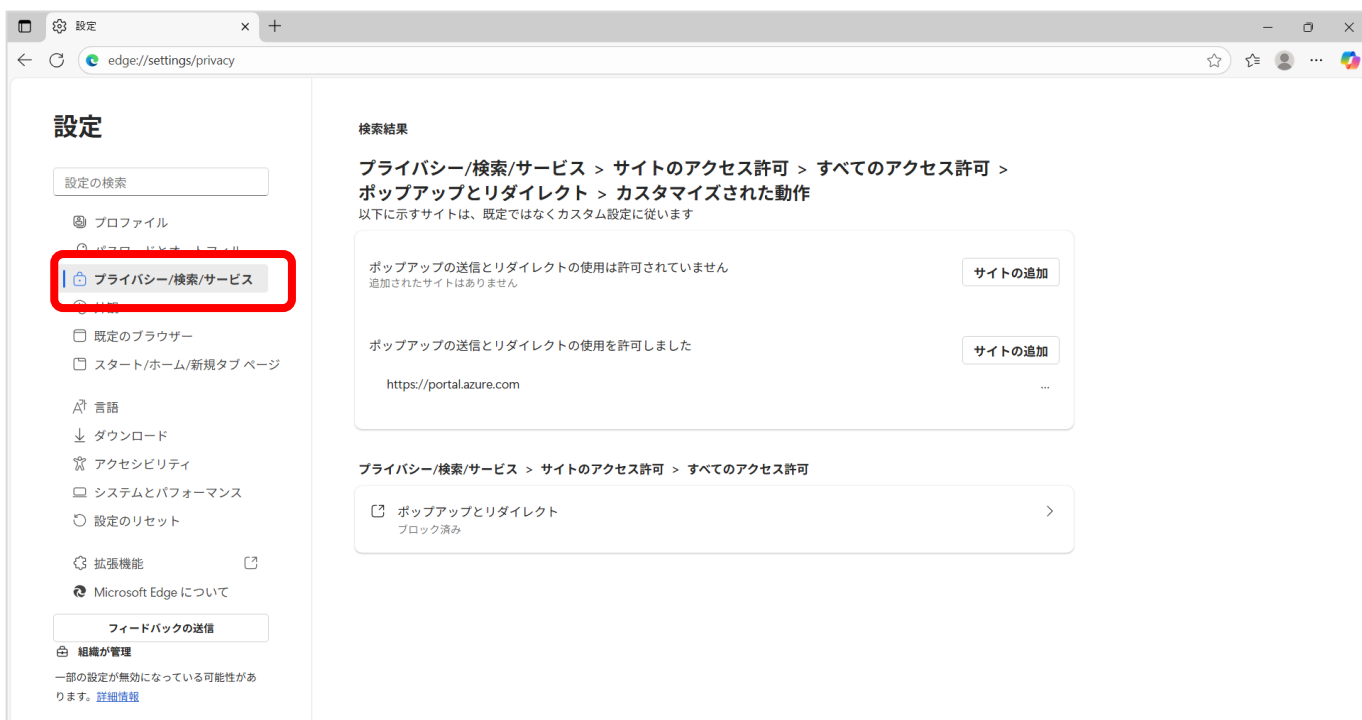 設定
edge://settings/privacy
設定
設定の検索
プロファイル
プライバシー/検索/サービス
既定のブラウザー
スタート/ホーム/新規タブ ページ
言語
ダウンロード
アクセシビリティ
システムとパフォーマンス
設定のリセット
拡張機能
Microsoft Edge について
フィードバックの送信
組織が管理
一部の設定が無効になっている可能性があ
ります。詳細情報
検索結果
プライバシー/検索/サービス > サイトのアクセス許可 > すべてのアクセス許可 >
ポップアップとリダイレクト > カスタマイズされた動作
以下に示すサイトは、既定ではなくカスタム設定に従います
ポップアップの送信とリダイレクトの使用は許可されていません
追加されたサイトはありません
サイトの追加
ポップアップの送信とリダイレクトの使用を許可しました
サイトの追加
https://portal.azure.com
プライバシー/検索/サービス > サイトのアクセス許可 > すべてのアクセス許可
ポップアップとリダイレクト
ブロック済み